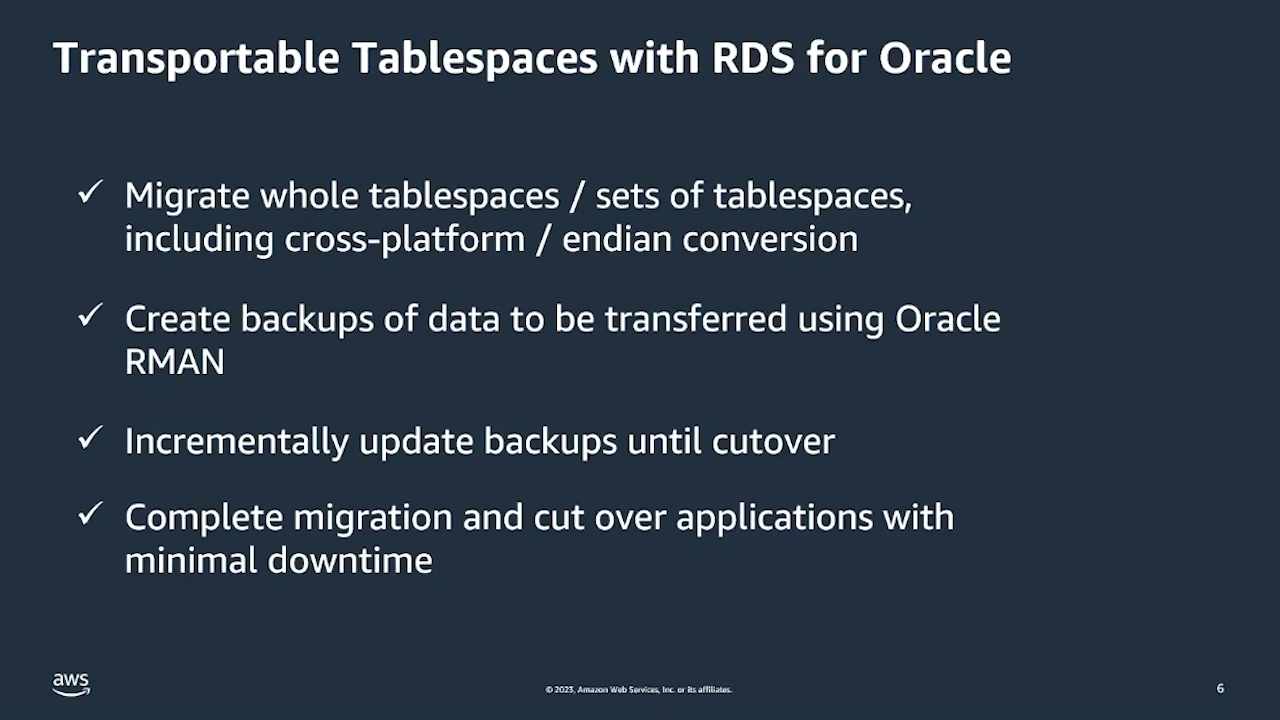 Transportable Tablespaces with RDS for Oracle
✓ Migrate whole tablespaces / sets of tablespaces,
including cross-platform / endian conversion
✓ Create backups of data to be transferred using Oracle
RMAN
✓ Incrementally update backups until cutover
✓ Complete migration and cut over applications with
minimal downtime
aws
© 2023, Amazon Web Services, Inc. or its affiliates.
6